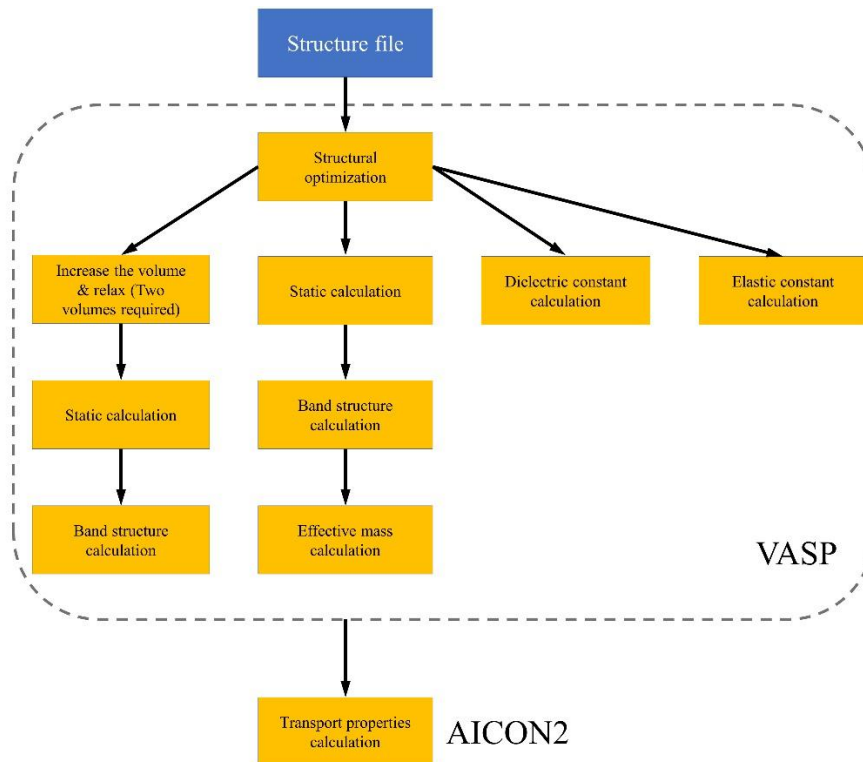 Structure file
Structural
optimization
Increase the volume
& relax (Two
volumes required)
Static calculation
Dielectric constant
calculation
Elastic constant
calculation
Static calculation
Band structure
calculation
Band structure
calculation
Effective mass
calculation
VASP
Transport properties
calculation
AICON2